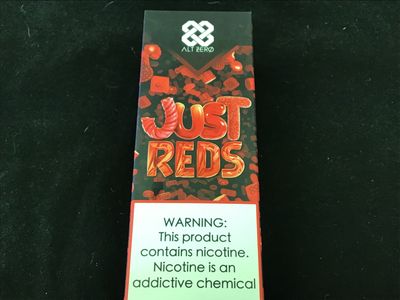 ALT ZERØ
JUST
REDS
WARNING:
This product
contains nicotine.
Nicotine is an
addictive chemical